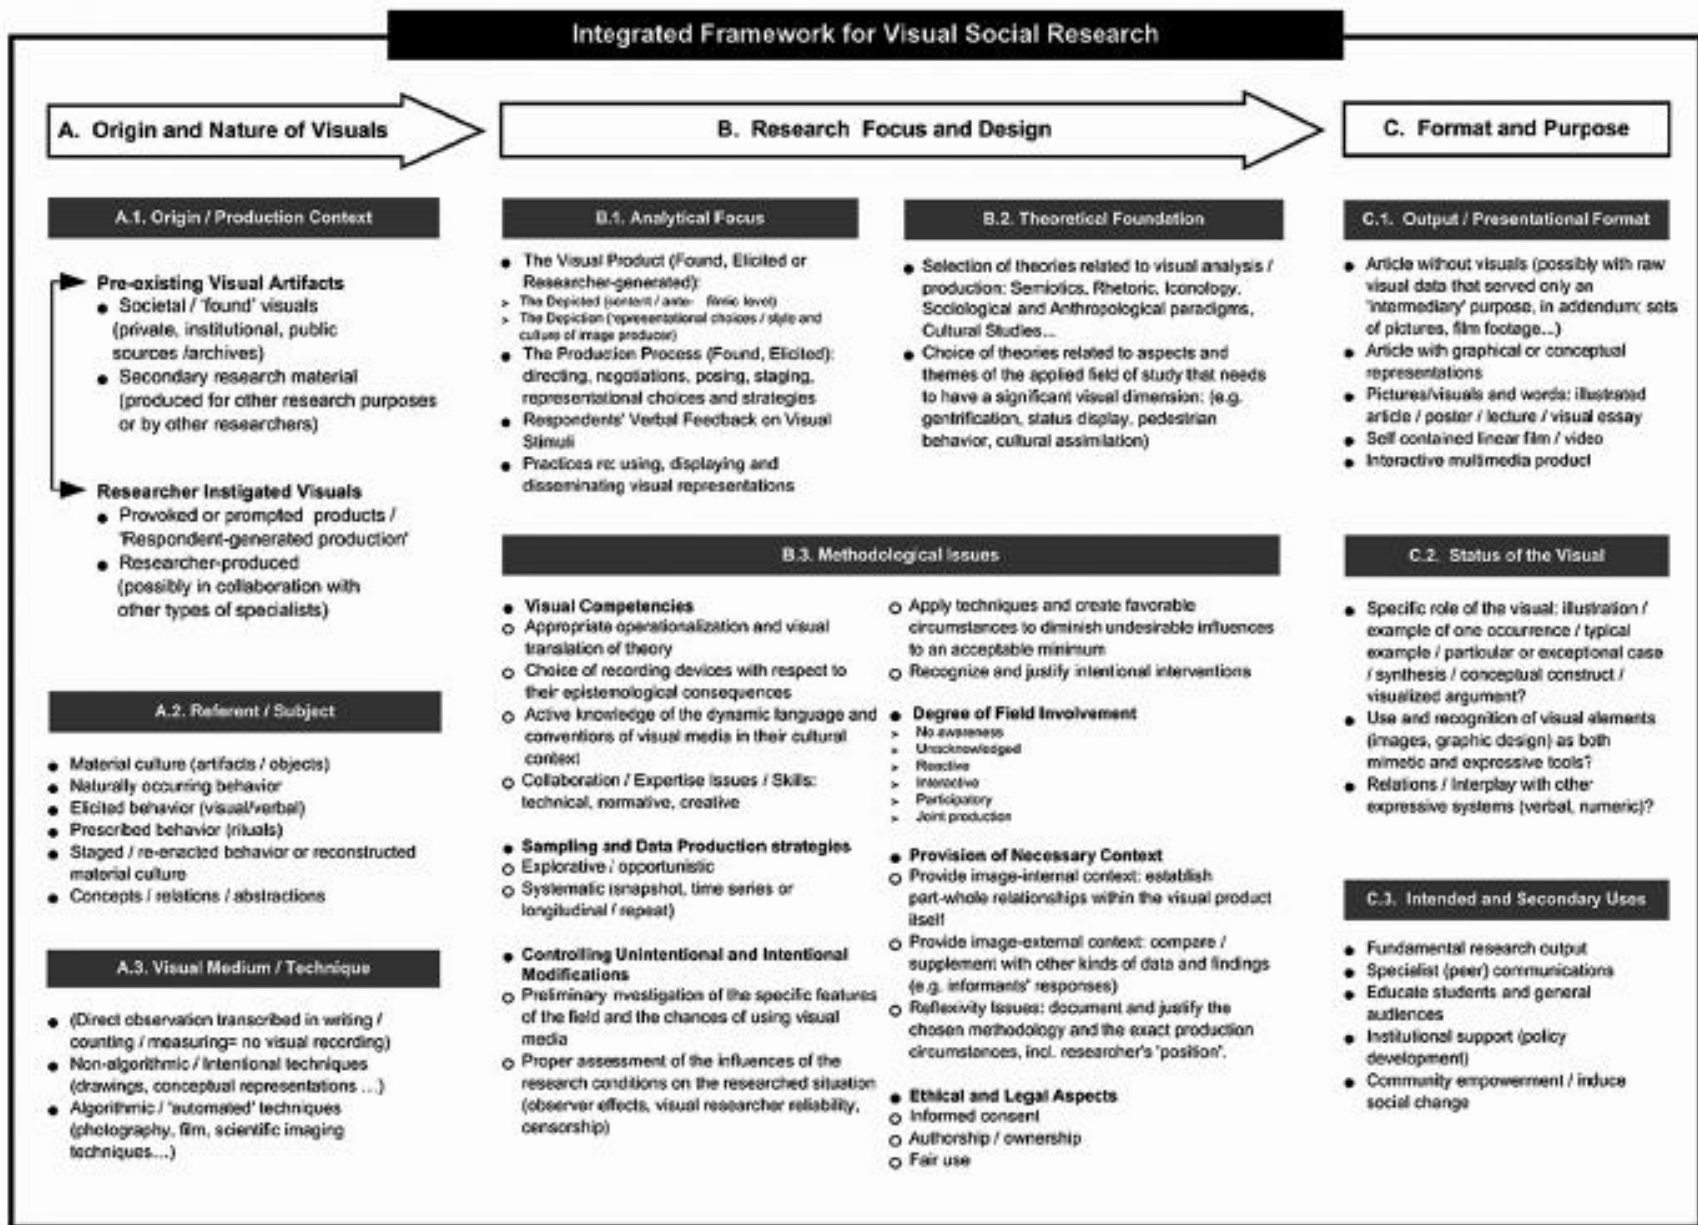 Integrated Framework for Visual Social Research
A. Origin and Nature of Visuals
B. Research Focus and Design
C. Format and Purpose
A.1. Origin / Production Context
Pre-existing Visual Artifacts
Societal / 'found' visuals
(private, institutional, public
sources /archives)
Secondary research material
(produced for other research purposes
or by other researchers)
Researcher Instigated Visuals
Provoked or prompted products /
'Respondent-generated production'
Researcher-produced
(possibly in collaboration with
other types of specialists)
A.2. Referent / Subject
Material culture (artifacts / objects)
Naturally occurring behavior
Elicited behavior (visual/verbal)
Prescribed behavior (rituals)
Staged / re-enacted behavior or reconstructed
material culture
Concepts / relations / abstractions
A.3. Visual Medium / Technique
(Direct observation transcribed in writing /
counting / measuring= no visual recording)
Non-algorithmic / Intentional techniques
(drawings, conceptual representations ...)
Algorithmic / 'automated' techniques
(photography, film, scientific imaging
techniques...)
B.1. Analytical Focus
The Visual Product (Found, Elicited or
Researcher-generated):
The Depicted (content / ante- filmic level)
The Depiction (representational choices / style and
culture of image producer)
The Production Process (Found, Elicited):
directing, negotiations, posing, staging,
representational choices and strategies
Respondents' Verbal Feedback on Visual
Stimuli
Practices re: using, displaying and
disseminating visual representations
B.2. Theoretical Foundation
Selection of theories related to visual analysis /
production: Semiotics, Rhetoric, Iconology,
Sociological and Anthropological paradigms,
Cultural Studies...
Choice of theories related to aspects and
themes of the applied field of study that needs
to have a significant visual dimension: (e.g.
gentrification, status display, pedestrian
behavior, cultural assimilation)
B.3. Methodological Issues
Visual Competencies
Appropriate operationalization and visual
translation of theory
Choice of recording devices with respect to
their epistemological consequences
Active knowledge of the dynamic language and
conventions of visual media in their cultural
context
Collaboration / Expertise Issues / Skills:
technical, normative, creative
Sampling and Data Production strategies
Explorative / opportunistic
Systematic (snapshot, time series or
longitudinal / repeat)
Controlling Unintentional and Intentional
Modifications
Preliminary investigation of the specific features
of the field and the chances of using visual
media
Proper assessment of the influences of the
research conditions on the researched situation
(observer effects, visual researcher reliability,
censorship)
Apply techniques and create favorable
circumstances to diminish undesirable influences
to an acceptable minimum
Recognize and justify intentional interventions
Degree of Field Involvement
No awareness
Unacknowledged
Reactive
Interactive
Participatory
Joint production
Provision of Necessary Context
Provide image-internal context: establish
part-whole relationships within the visual product
itself
Provide image-external context: compare /
supplement with other kinds of data and findings
(e.g. informants' responses)
Reflexivity Issues: document and justify the
chosen methodology and the exact production
circumstances, incl. researcher's 'position'.
Ethical and Legal Aspects
Informed consent
Authorship / ownership
Fair use
C.1. Output / Presentational Format
Article without visuals (possibly with raw
visual data that served only an
'intermediary' purpose, in addendum; sets
of pictures, film footage...)
Article with graphical or conceptual
representations
Pictures/visuals and words: illustrated
article / poster / lecture / visual essay
Self contained linear film / video
Interactive multimedia product
C.2. Status of the Visual
Specific role of the visual: illustration /
example of one occurrence / typical
example / particular or exceptional case
/ synthesis / conceptual construct /
visualized argument?
Use and recognition of visual elements
(images, graphic design) as both
mimetic and expressive tools?
Relations / Interplay with other
expressive systems (verbal, numeric)?
C.3. Intended and Secondary Uses
Fundamental research output
Specialist (peer) communications
Educate students and general
audiences
Institutional support (policy
development)
Community empowerment / induce
social change